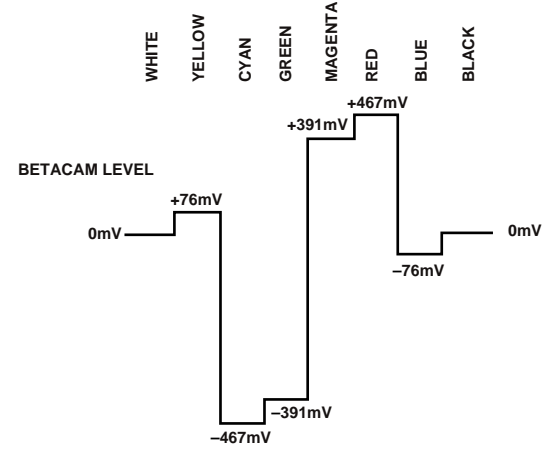 WHITE
YELLOW
CYAN
GREEN
MAGENTA
RED
BLUE
BLACK
+467mV
+391mV
BETACAM LEVEL
+76mV
0mV
0mV
–76mV
–391mV
–467mV